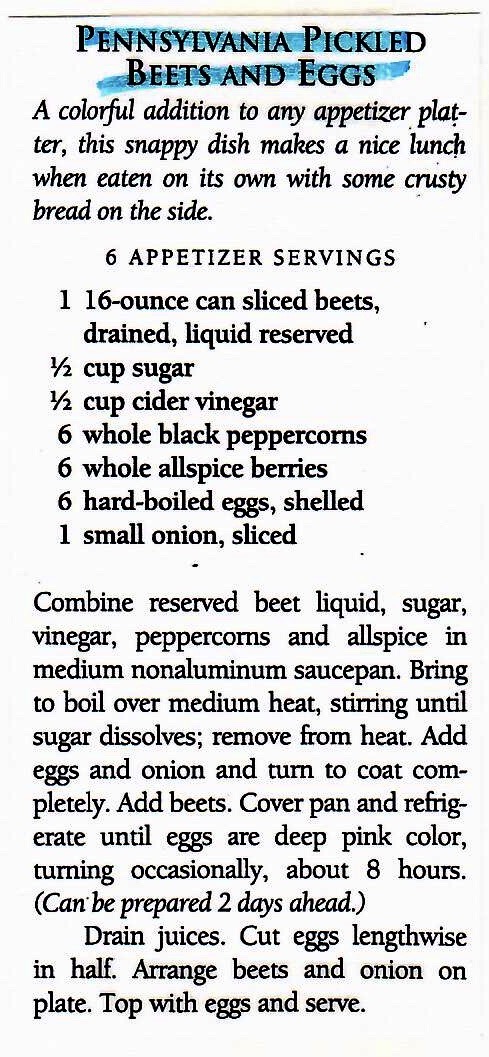 PENNSYLVANIA PICKLED
BEETS AND EGGS
A colorful addition to any appetizer plat-
ter, this snappy dish makes a nice lunch
when eaten on its own with some crusty
bread on the side.
6 APPETIZER SERVINGS
1 16-ounce can sliced beets,
drained, liquid reserved
½ cup sugar
½ cup cider vinegar
6 whole black peppercorns
6 whole allspice berries
6 hard-boiled eggs, shelled
1 small onion, sliced
Combine reserved beet liquid, sugar,
vinegar, peppercorns and allspice in
medium nonaluminum saucepan. Bring
to boil over medium heat, stirring until
sugar dissolves; remove from heat. Add
eggs and onion and turn to coat com-
pletely. Add beets. Cover pan and refrig-
erate until eggs are deep pink color,
turning occasionally, about 8 hours.
(Can be prepared 2 days ahead.)
Drain juices. Cut eggs lengthwise
in half. Arrange beets and onion on
plate. Top with eggs and serve.